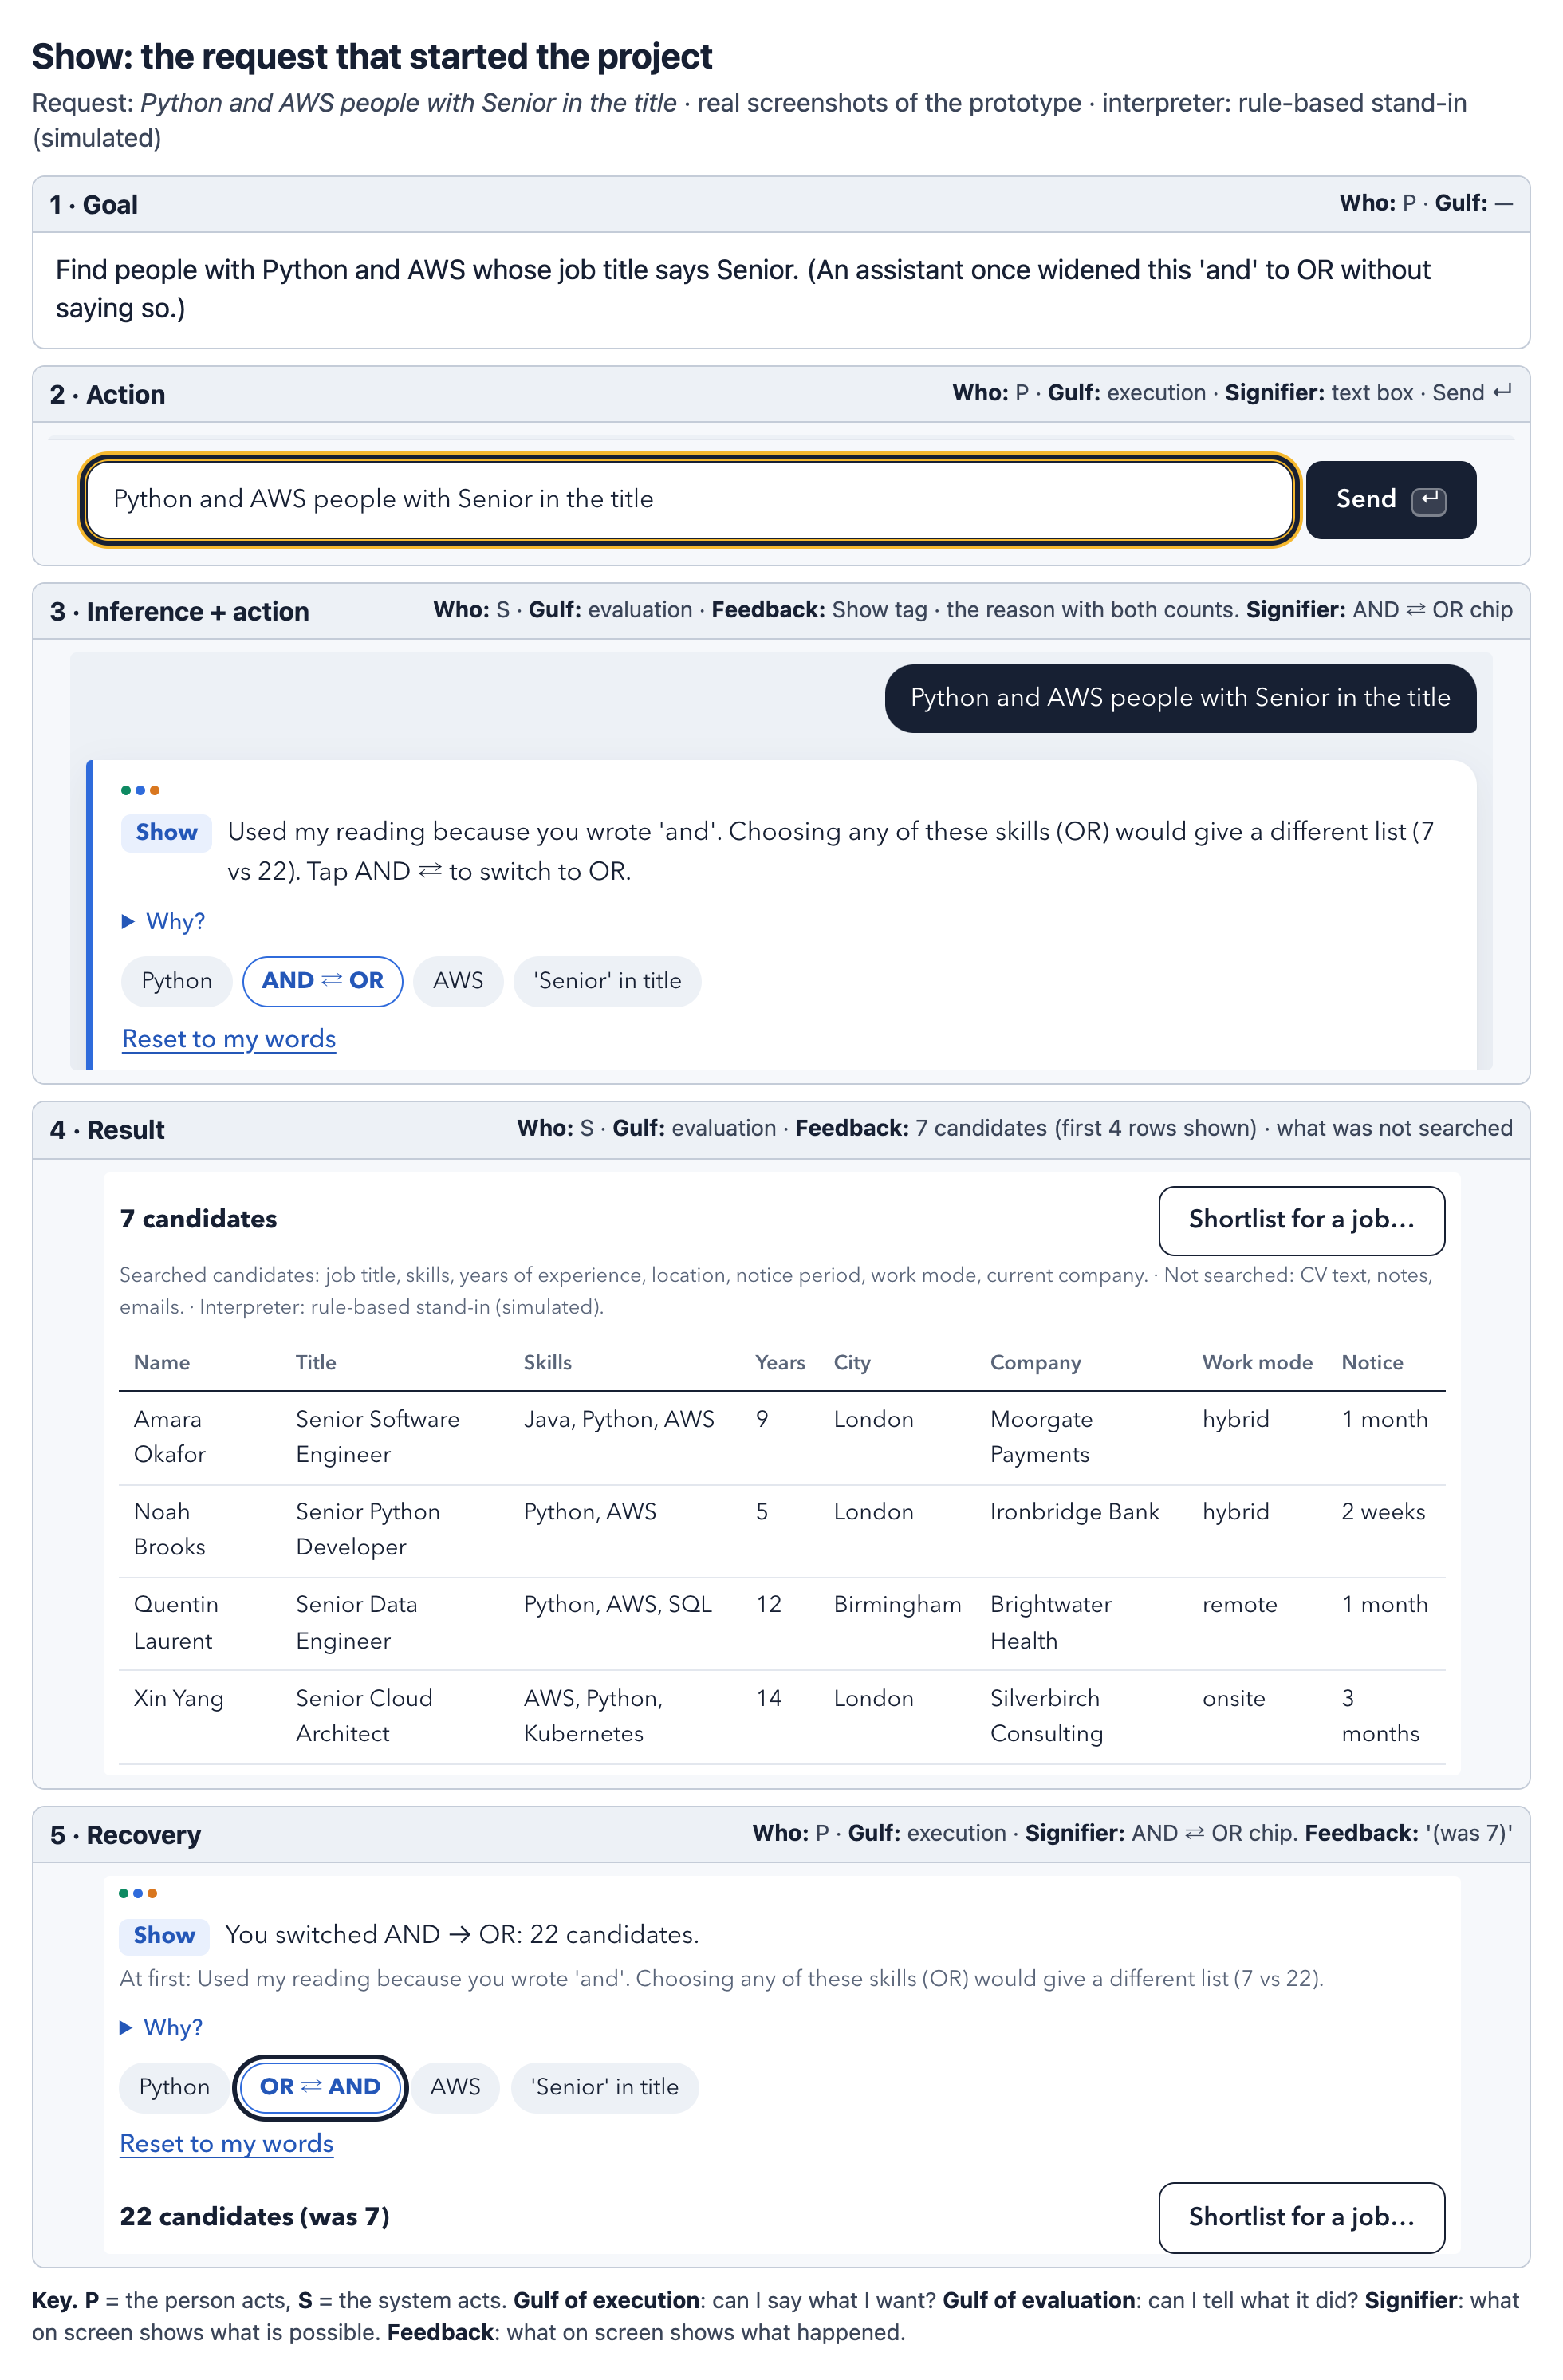 Show: the request that started the project
Request: Python and AWS people with Senior in the title · real screenshots of the prototype · interpreter: rule-based stand-in
(simulated)
1 · Goal
Who: P · Gulf: —
Find people with Python and AWS whose job title says Senior. (An assistant once widened this 'and' to OR without
saying so.)
2 · Action
Who: P · Gulf: execution · Signifier: text box · Send ↵
Python and AWS people with Senior in the title
Send ↵
3 · Inference + action
Who: S · Gulf: evaluation · Feedback: Show tag · the reason with both counts. Signifier: AND ⇄ OR chip
Python and AWS people with Senior in the title
Show Used my reading because you wrote 'and'. Choosing any of these skills (OR) would give a different list (7
vs 22). Tap AND ⇄ to switch to OR.
▶ Why?
Python AND ⇄ OR AWS 'Senior' in title
Reset to my words
4 · Result
Who: S · Gulf: evaluation · Feedback: 7 candidates (first 4 rows shown) · what was not searched
7 candidates
Shortlist for a job...
Searched candidates: job title, skills, years of experience, location, notice period, work mode, current company. · Not searched: CV text, notes,
emails. · Interpreter: rule-based stand-in (simulated).
Name Title Skills Years City Company Work mode Notice
Amara Senior Software Java, Python, AWS 9 London Moorgate hybrid 1 month
Okafor Engineer Payments
Noah Senior Python Python, AWS 5 London Ironbridge Bank hybrid 2 weeks
Brooks Developer
Quentin Senior Data Python, AWS, SQL 12 Birmingham Brightwater remote 1 month
Laurent Engineer Health
Xin Yang Senior Cloud AWS, Python, 14 London Silverbirch onsite 3
Architect Kubernetes Consulting months
5 · Recovery
Who: P · Gulf: execution · Signifier: AND ⇄ OR chip. Feedback: '(was 7)'
Show You switched AND → OR: 22 candidates.
At first: Used my reading because you wrote 'and'. Choosing any of these skills (OR) would give a different list (7 vs 22).
▶ Why?
Python OR ⇄ AND AWS 'Senior' in title
Reset to my words
22 candidates (was 7)
Shortlist for a job...
Key. P = the person acts, S = the system acts. Gulf of execution: can I say what I want? Gulf of evaluation: can I tell what it did? Signifier: what
on screen shows what is possible. Feedback: what on screen shows what happened.